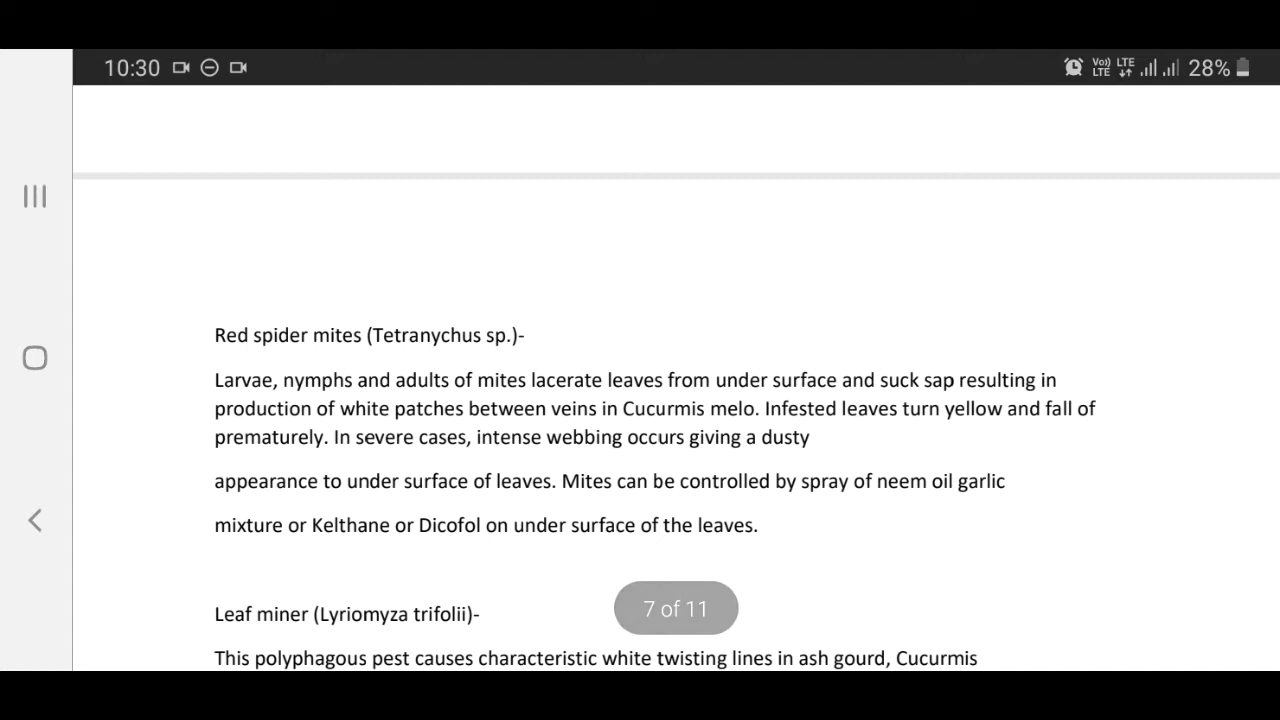 10:30
Vo)) LTE LTE 28%
Red spider mites (Tetranychus sp.)-
Larvae, nymphs and adults of mites lacerate leaves from under surface and suck sap resulting in
production of white patches between veins in Cucurmis melo. Infested leaves turn yellow and fall of
prematurely. In severe cases, intense webbing occurs giving a dusty
appearance to under surface of leaves. Mites can be controlled by spray of neem oil garlic
mixture or Kelthane or Dicofol on under surface of the leaves.
Leaf miner (Lyriomyza trifolii)-
7 of 11
This polyphagous pest causes characteristic white twisting lines in ash gourd, Cucurmis